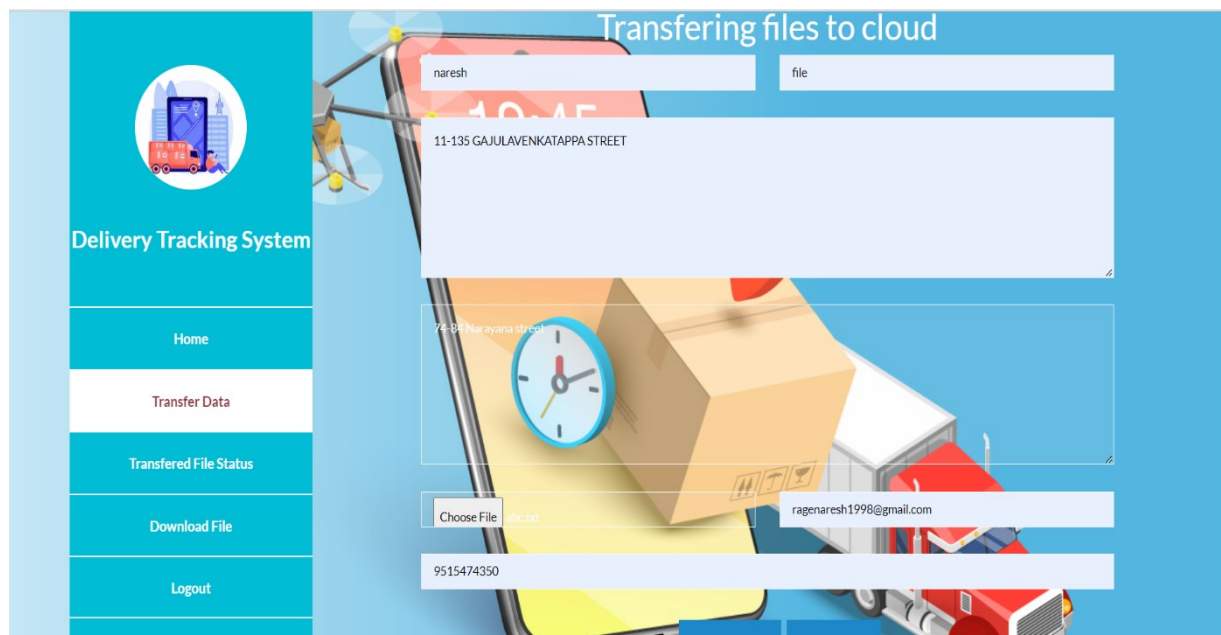 Transfering files to cloud
naresh
file
11-135 GAJULAVENKATAPPA STREET
Delivery Tracking System
74-84 Narayana street
Home
Transfer Data
Transfered File Status
Download File
Logout
Choose File abc.txt
ragenaresh1998@gmail.com
9515474350